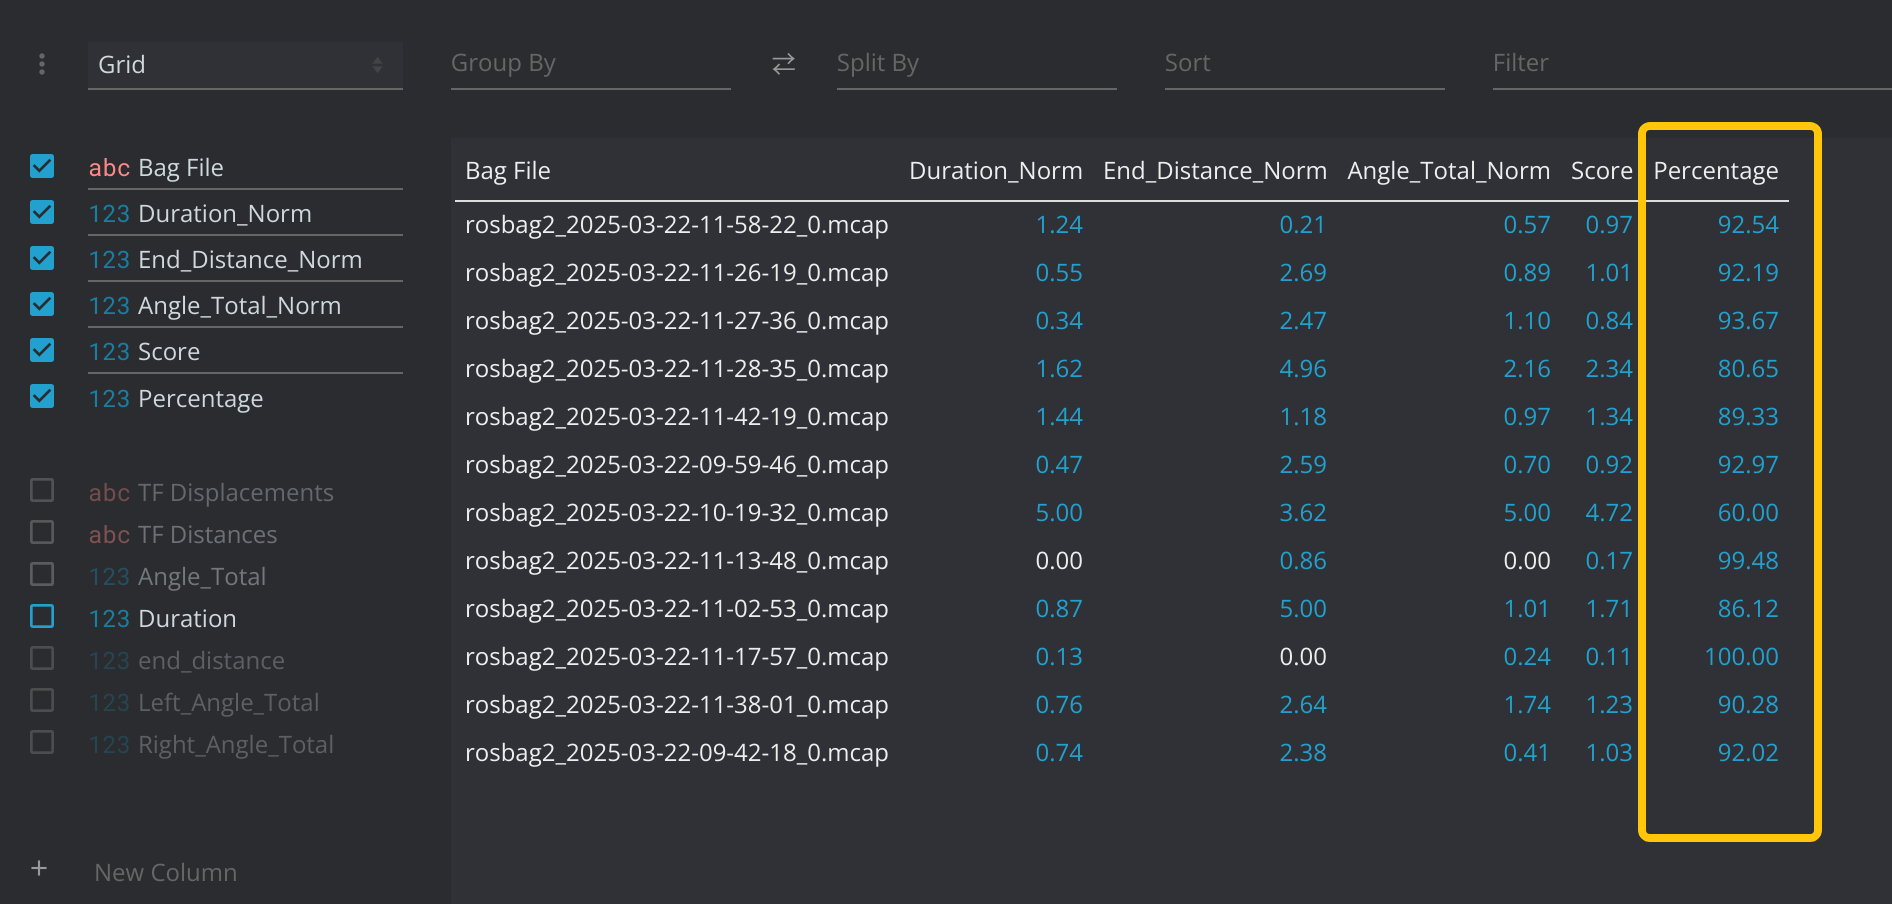 Grid Group By Split By Sort Filter
abc Bag File
123 Duration_Norm
123 End_Distance_Norm
123 Angle_Total_Norm
123 Score
123 Percentage
abc TF Displacements
abc TF Distances
123 Angle_Total
123 Duration
123 end_distance
123 Left_Angle_Total
123 Right_Angle_Total
+ New Column
Bag File Duration_Norm End_Distance_Norm Angle_Total_Norm Score Percentage
rosbag2_2025-03-22-11-58-22_0.mcap 1.24 0.21 0.57 0.97 92.54
rosbag2_2025-03-22-11-26-19_0.mcap 0.55 2.69 0.89 1.01 92.19
rosbag2_2025-03-22-11-27-36_0.mcap 0.34 2.47 1.10 0.84 93.67
rosbag2_2025-03-22-11-28-35_0.mcap 1.62 4.96 2.16 2.34 80.65
rosbag2_2025-03-22-11-42-19_0.mcap 1.44 1.18 0.97 1.34 89.33
rosbag2_2025-03-22-09-59-46_0.mcap 0.47 2.59 0.70 0.92 92.97
rosbag2_2025-03-22-10-19-32_0.mcap 5.00 3.62 5.00 4.72 60.00
rosbag2_2025-03-22-11-13-48_0.mcap 0.00 0.86 0.00 0.17 99.48
rosbag2_2025-03-22-11-02-53_0.mcap 0.87 5.00 1.01 1.71 86.12
rosbag2_2025-03-22-11-17-57_0.mcap 0.13 0.00 0.24 0.11 100.00
rosbag2_2025-03-22-11-38-01_0.mcap 0.76 2.64 1.74 1.23 90.28
rosbag2_2025-03-22-09-42-18_0.mcap 0.74 2.38 0.41 1.03 92.02